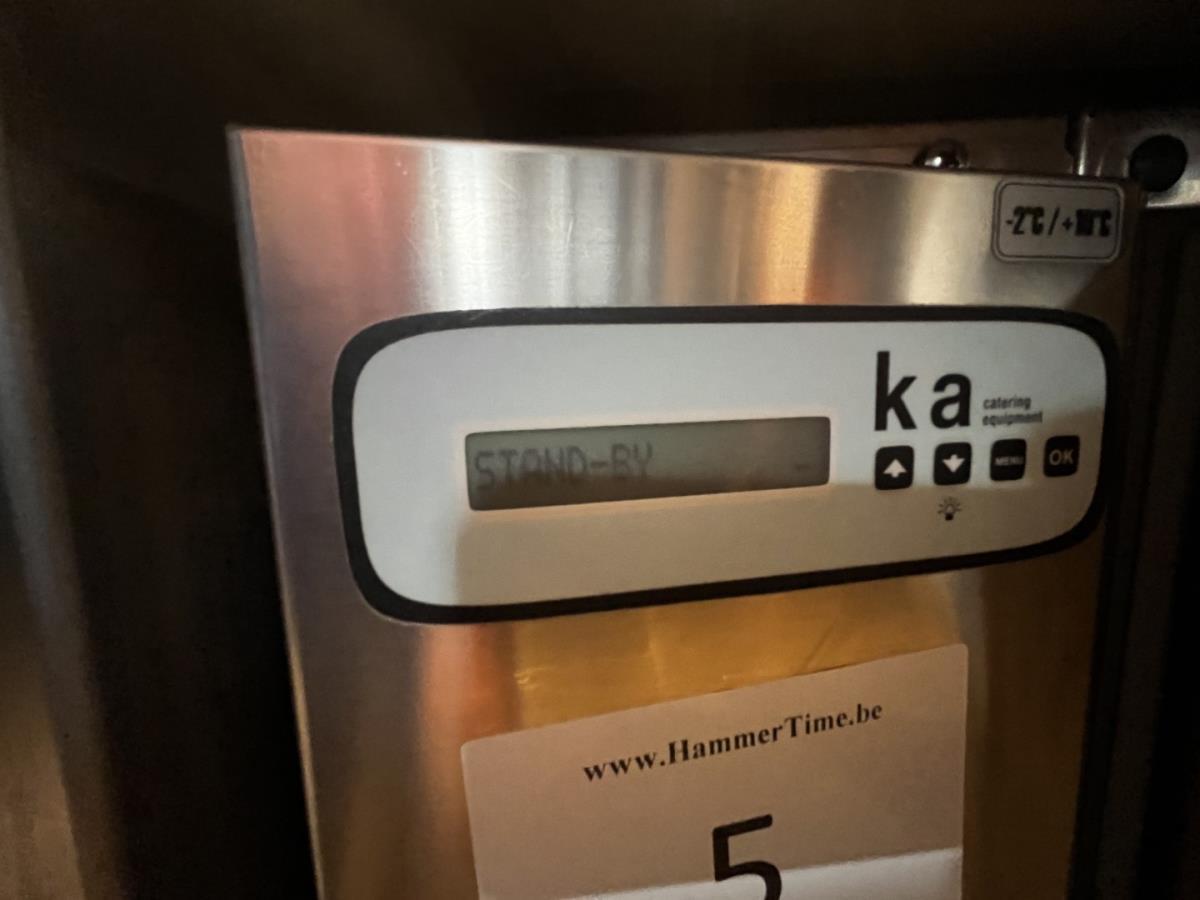 -2°C / +10°C
ka
catering
equipment
STAND-BY
MENU
OK
www.HammerTime.be
5